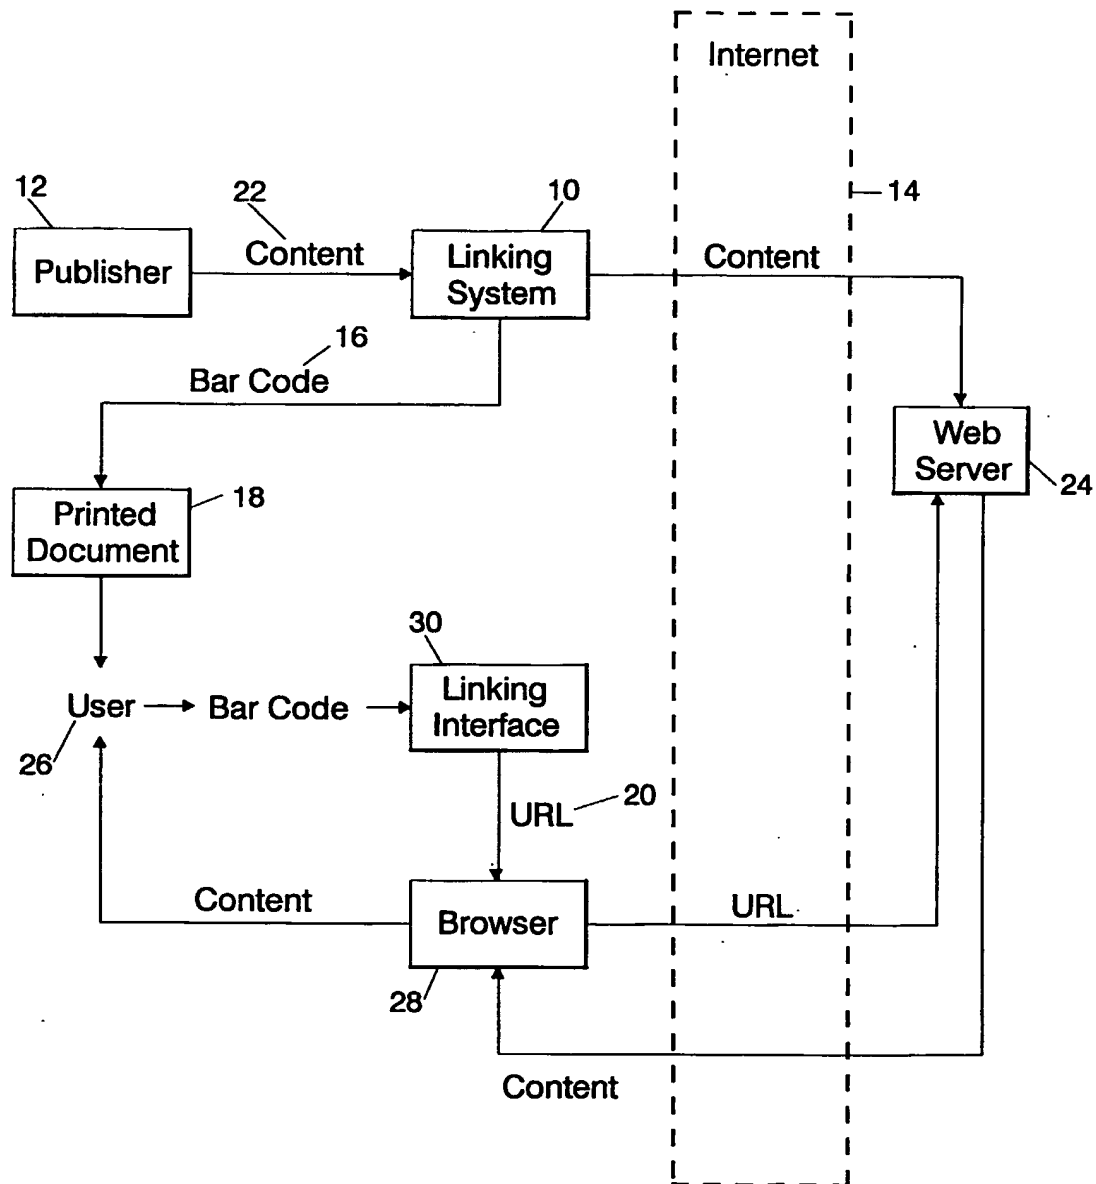 Internet
12
22
10
14
Publisher
Content
Linking
System
Content
16
Bar Code
Web
Server
24
18
Printed
Document
30
User
Bar Code
Linking
Interface
26
20
URL
Content
Browser
URL
28
Content